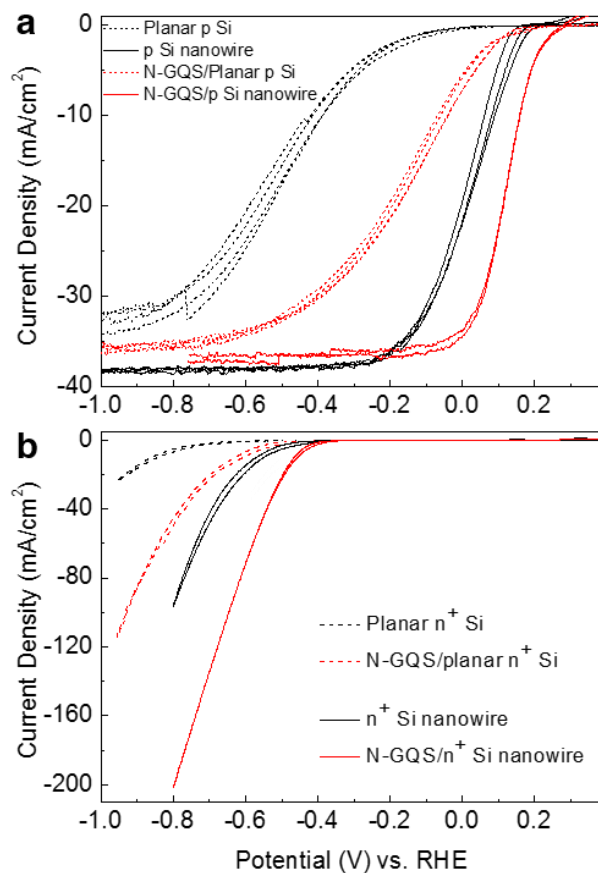 a
0
-10
-20
-30
-40
Current Density (mA/cm²)
Planar p Si
p Si nanowire
N-GQS/Planar p Si
N-GQS/p Si nanowire
-1.0 -0.8 -0.6 -0.4 -0.2 0.0 0.2
b
0
-40
-80
-120
-160
-200
Current Density (mA/cm²)
Planar n⁺ Si
N-GQS/planar n⁺ Si
n⁺ Si nanowire
N-GQS/n⁺ Si nanowire
-1.0 -0.8 -0.6 -0.4 -0.2 0.0 0.2
Potential (V) vs. RHE